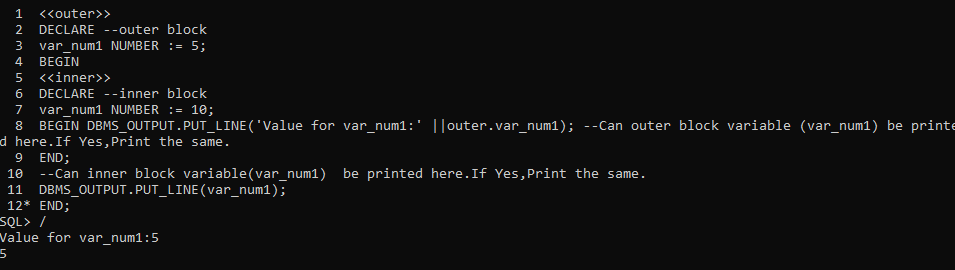 1 <<outer>>
2 DECLARE --outer block
3 var_num1 NUMBER := 5;
4 BEGIN
5 <<inner>>
6 DECLARE --inner block
7 var_num1 NUMBER := 10;
8 BEGIN DBMS_OUTPUT.PUT_LINE('Value for var_num1:' ||outer.var_num1); --Can outer block variable (var_num1) be printe
d here.If Yes,Print the same.
9 END;
10 --Can inner block variable(var_num1)  be printed here.If Yes,Print the same.
11 DBMS_OUTPUT.PUT_LINE(var_num1);
12* END;
SQL> /
Value for var_num1:5
5